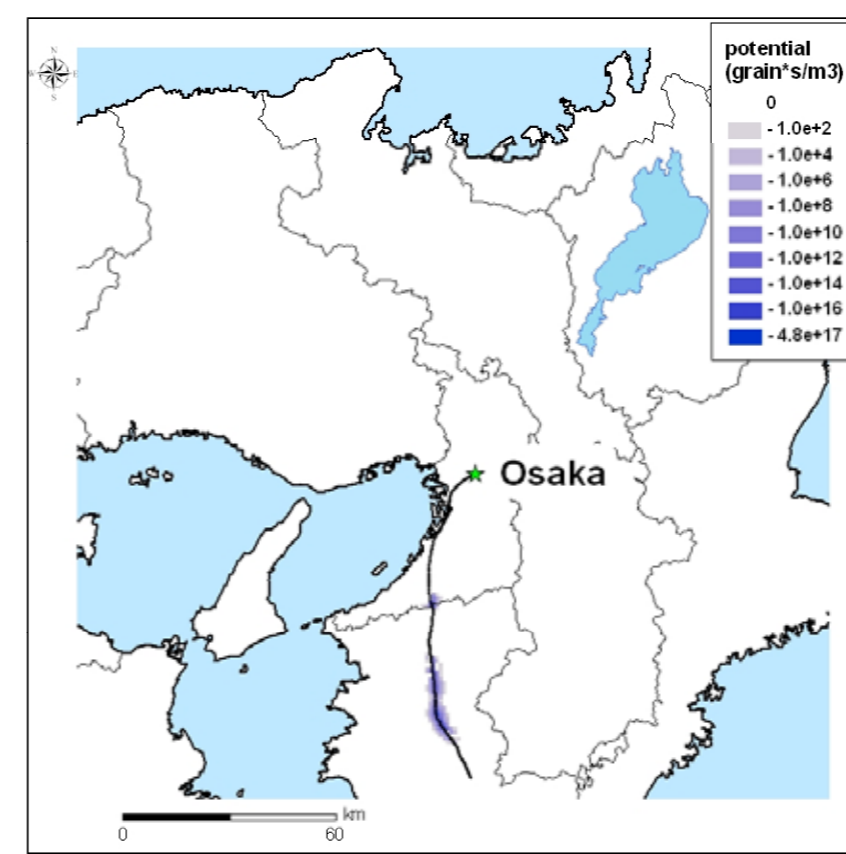 N
W E
S
potential
(grain*s/m3)
0
- 1.0e+2
- 1.0e+4
- 1.0e+6
- 1.0e+8
- 1.0e+10
- 1.0e+12
- 1.0e+14
- 1.0e+16
- 4.8e+17
Osaka
km
0 60